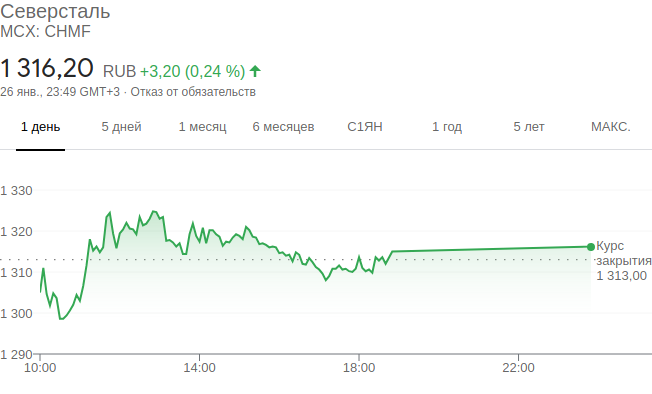 Северсталь
MCX: CHMF
1 316,20 RUB +3,20 (0,24 %)
26 янв., 23:49 GMT+3 · Отказ от обязательств
1 день 5 дней 1 месяц 6 месяцев С1ЯН 1 год 5 лет МАКС.
1 330
1 320
1 310
1 300
1 290
Курс
закрытия
1 313,00
10:00 14:00 18:00 22:00